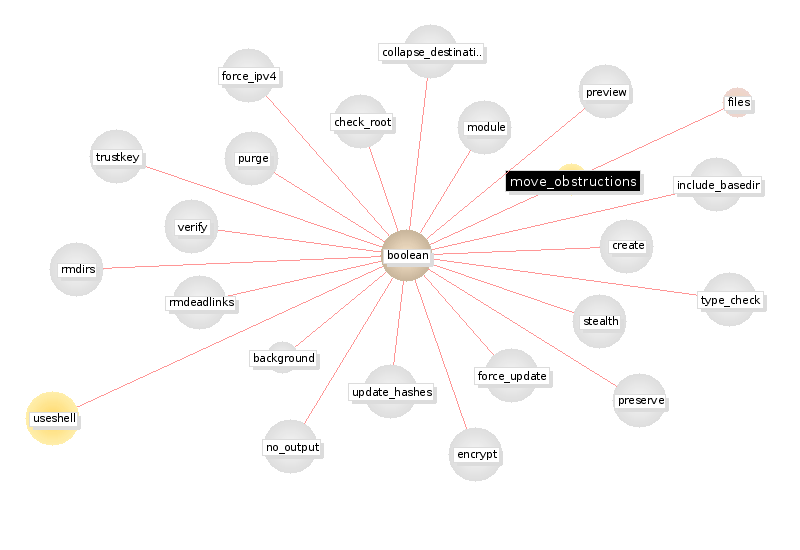 collapse_destinati..
force_ipv4
preview
files
check_root
module
trustkey
purge
move_obstructions
include_basedir
verify
create
boolean
rmdirs
rmdeadlinks
type_check
stealth
background
force_update
update_hashes
preserve
useshell
no_output
encrypt